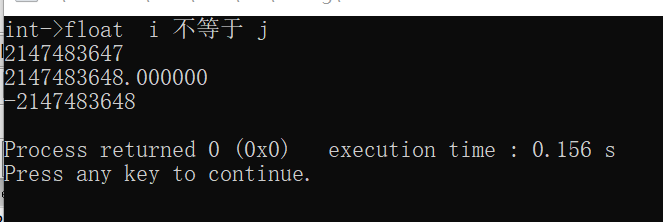 int->float  i 不等于 j
2147483647
2147483648.000000
-2147483648
Process returned 0 (0x0)   execution time : 0.156 s
Press any key to continue.